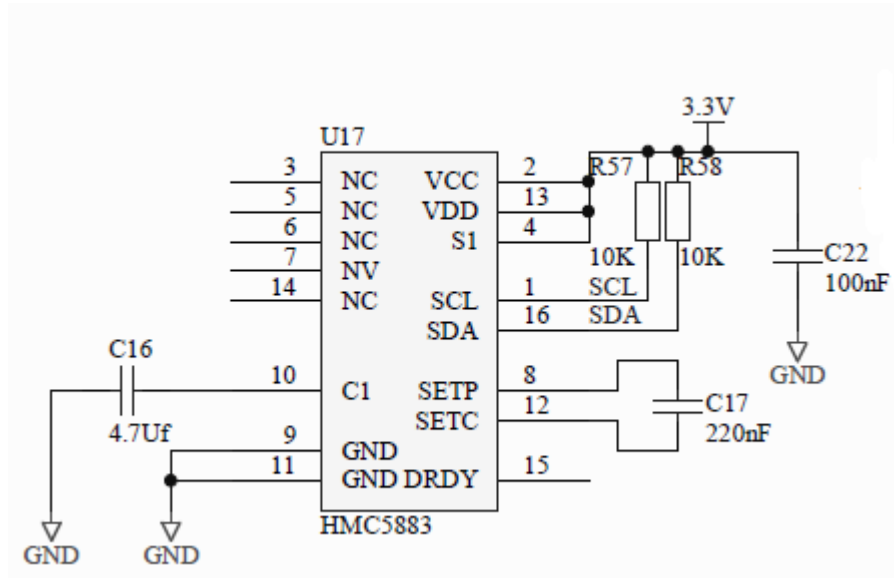 3.3V
U17
3 NC VCC 2 R57 R58
5 NC VDD 13
6 NC S1 4
7 NV 10K 10K C22
14 NC SCL 1 SCL 100nF
SDA 16 SDA
C16
10 C1 SETP 8 GND
4.7Uf SETC 12 C17
9 GND 220nF
11 GND DRDY 15
HMC5883
GND GND